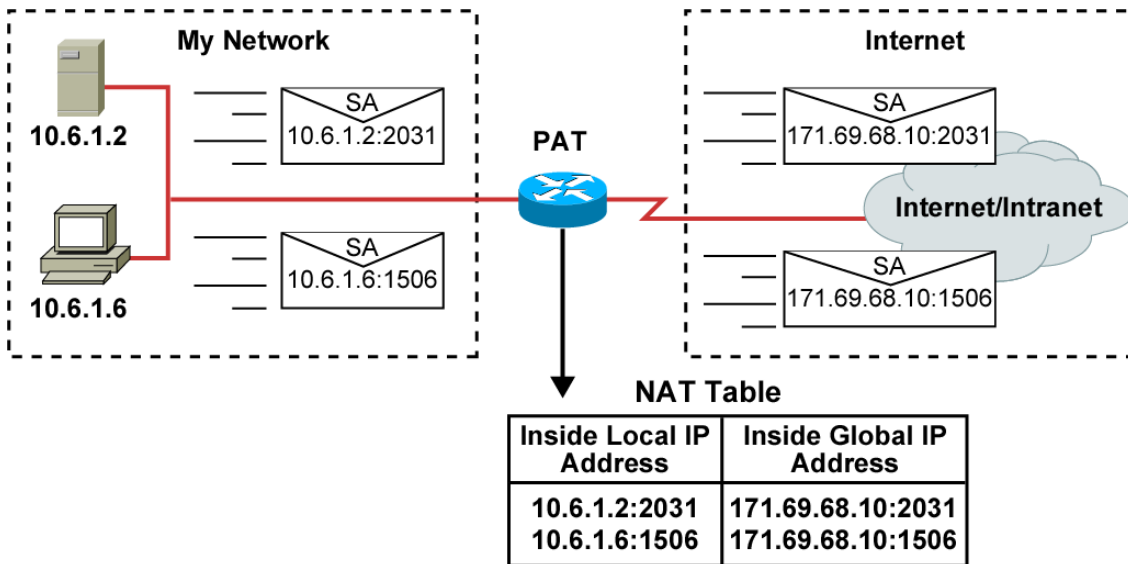 My Network
Internet
10.6.1.2
SA
10.6.1.2:2031
PAT
SA
171.69.68.10:2031
Internet/Intranet
10.6.1.6
SA
10.6.1.6:1506
SA
171.69.68.10:1506
NAT Table
Inside Local IP
Address
Inside Global IP
Address
10.6.1.2:2031
171.69.68.10:2031
10.6.1.6:1506
171.69.68.10:1506